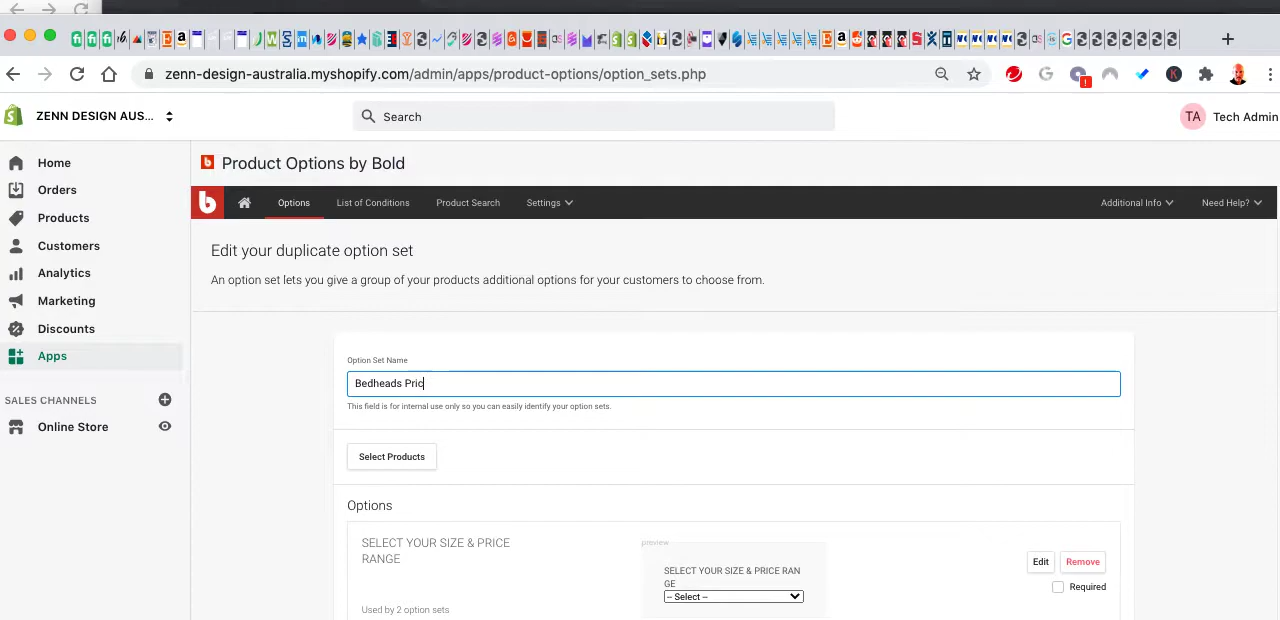 zenn-design-australia.myshopify.com/admin/apps/product-options/option_sets.php
ZENN DESIGN AUS...
Search
TA
Tech Admin
Home
Orders
Products
Customers
Analytics
Marketing
Discounts
Apps
SALES CHANNELS
Online Store
Product Options by Bold
Options
List of Conditions
Product Search
Settings
Additional Info
Need Help?
Edit your duplicate option set
An option set lets you give a group of your products additional options for your customers to choose from.
Option Set Name
Bedheads Pric
This field is for internal use only so you can easily identify your option sets.
Select Products
Options
SELECT YOUR SIZE & PRICE
RANGE
Used by 2 option sets
preview
SELECT YOUR SIZE & PRICE RAN
GE
-- Select --
Edit
Remove
Required